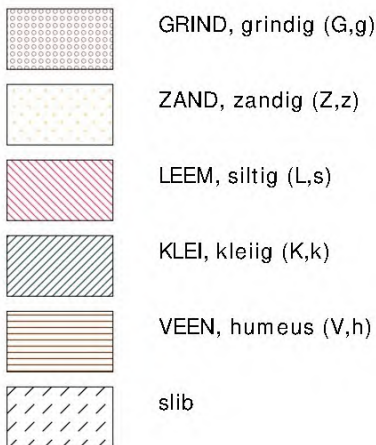 GRIND, grindig (G,g)
ZAND, zandig (Z,z)
LEEM, siltig (L,s)
KLEI, kleiig (K,k)
VEEN, humeus (V,h)
slib